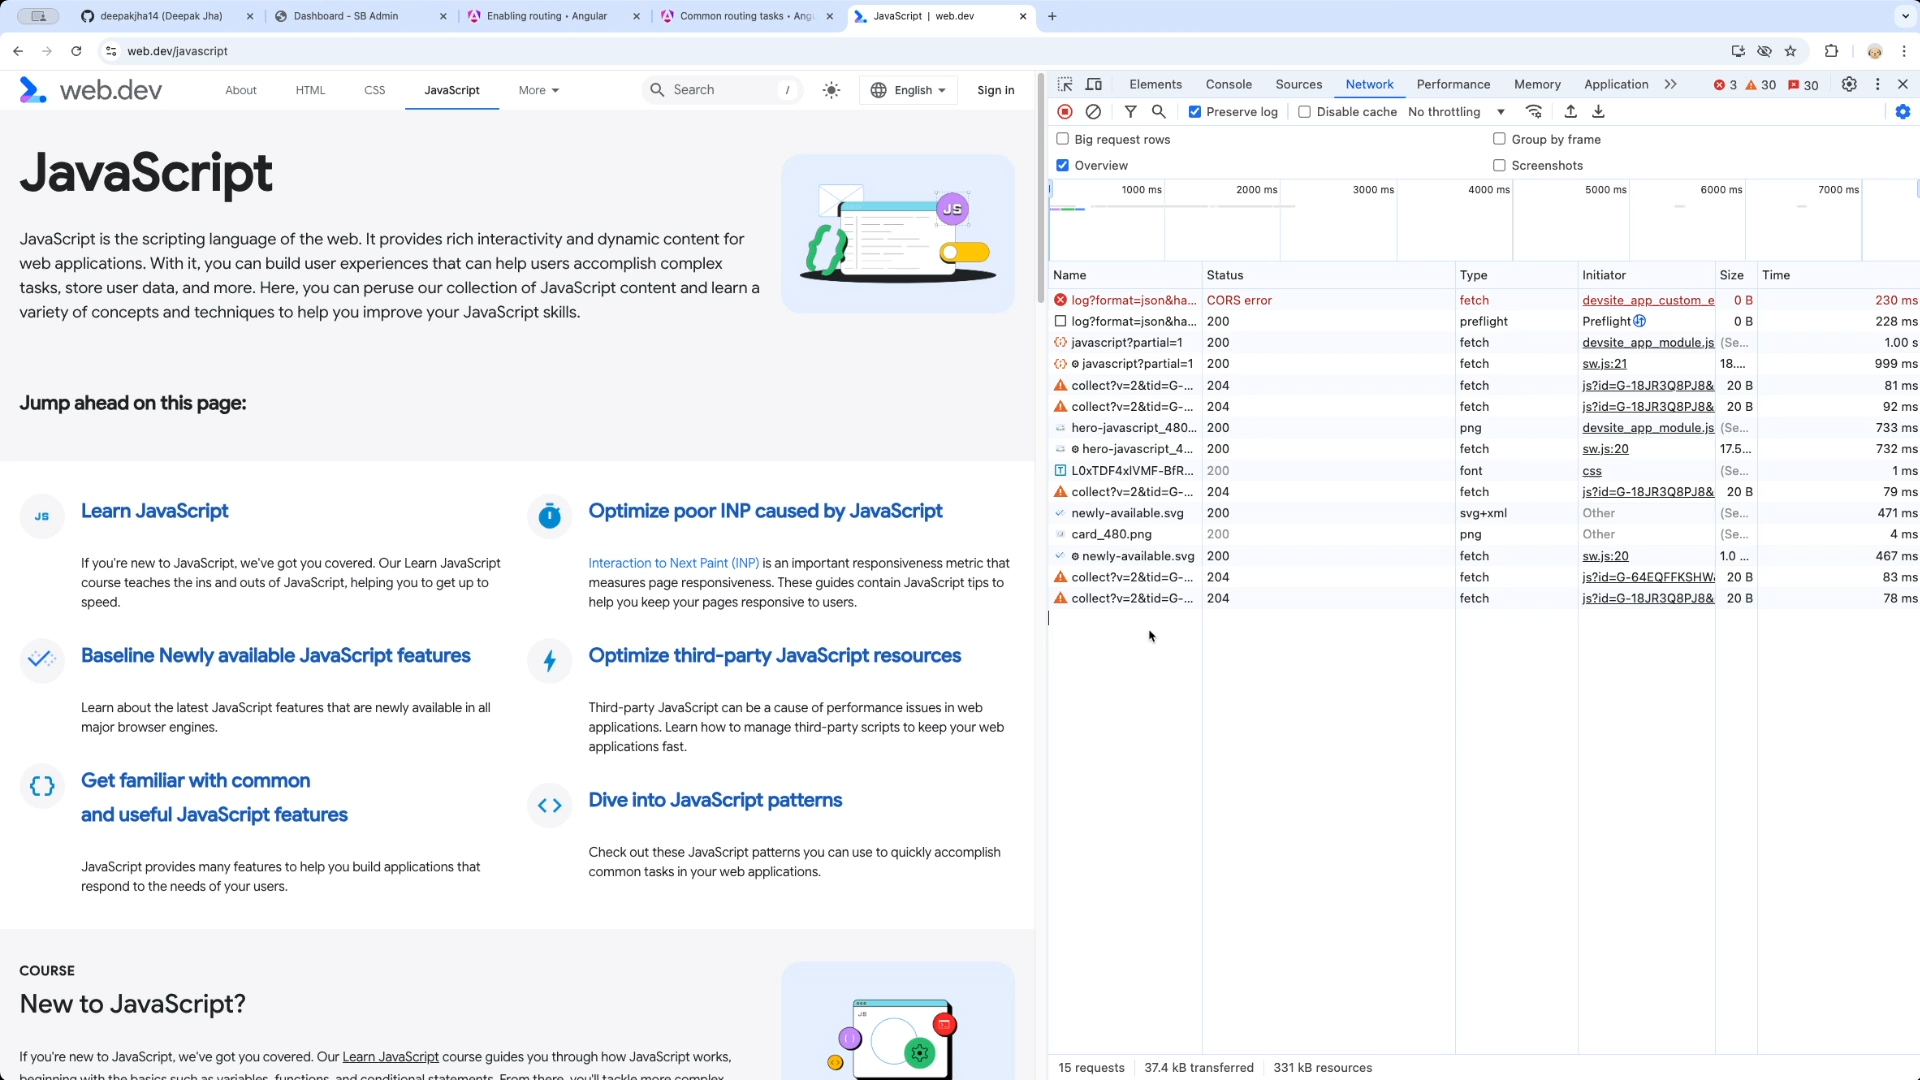 deepakjha14 (Deepak Jha)
Dashboard - SB Admin
Enabling routing • Angular
Common routing tasks • Ang
JavaScript | web.dev
web.dev/javascript
web.dev
About
HTML
CSS
JavaScript
More
Search
/
English
Sign in
JavaScript
JavaScript is the scripting language of the web. It provides rich interactivity and dynamic content for
web applications. With it, you can build user experiences that can help users accomplish complex
tasks, store user data, and more. Here, you can peruse our collection of JavaScript content and learn a
variety of concepts and techniques to help you improve your JavaScript skills.
JS
Jump ahead on this page:
JS
Learn JavaScript
If you're new to JavaScript, we've got you covered. Our Learn JavaScript
course teaches the ins and outs of JavaScript, helping you to get up to
speed.
Optimize poor INP caused by JavaScript
Interaction to Next Paint (INP) is an important responsiveness metric that
measures page responsiveness. These guides contain JavaScript tips to
help you keep your pages responsive to users.
Baseline Newly available JavaScript features
Learn about the latest JavaScript features that are newly available in all
major browser engines.
Optimize third-party JavaScript resources
Third-party JavaScript can be a cause of performance issues in web
applications. Learn how to manage third-party scripts to keep your web
applications fast.
Get familiar with common
and useful JavaScript features
JavaScript provides many features to help you build applications that
respond to the needs of your users.
Dive into JavaScript patterns
Check out these JavaScript patterns you can use to quickly accomplish
common tasks in your web applications.
COURSE
New to JavaScript?
If you're new to JavaScript, we've got you covered. Our Learn JavaScript course guides you through how JavaScript works,
beginning with the basics such as variables, functions, and conditional statements. From there, you'll tackle more complex
JS
Elements
Console
Sources
Network
Performance
Memory
Application
3
30
30
Preserve log
Disable cache
No throttling
Big request rows
Group by frame
Overview
Screenshots
1000 ms
2000 ms
3000 ms
4000 ms
5000 ms
6000 ms
7000 ms
Name Status Type Initiator Size Time
log?format=json&ha... CORS error fetch devsite_app_custom_e 0 B 230 ms
log?format=json&ha... 200 preflight Preflight 0 B 228 ms
javascript?partial=1 200 fetch devsite_app_module.js (Se... 1.00 s
javascript?partial=1 200 fetch sw.js:21 18.... 999 ms
collect?v=2&tid=G-... 204 fetch js?id=G-18JR3Q8PJ8& 20 B 81 ms
collect?v=2&tid=G-... 204 fetch js?id=G-18JR3Q8PJ8& 20 B 92 ms
hero-javascript_480... 200 png devsite_app_module.js (Se... 733 ms
hero-javascript_4... 200 fetch sw.js:20 17.5... 732 ms
L0xTDF4xlVMF-BfR... 200 font css (Se... 1 ms
collect?v=2&tid=G-... 204 fetch js?id=G-18JR3Q8PJ8& 20 B 79 ms
newly-available.svg 200 svg+xml Other (Se... 471 ms
card_480.png 200 png Other (Se... 4 ms
newly-available.svg 200 fetch sw.js:20 1.0 ... 467 ms
collect?v=2&tid=G-... 204 fetch js?id=G-64EQFFKSHW& 20 B 83 ms
collect?v=2&tid=G-... 204 fetch js?id=G-18JR3Q8PJ8& 20 B 78 ms
15 requests
37.4 kB transferred
331 kB resources